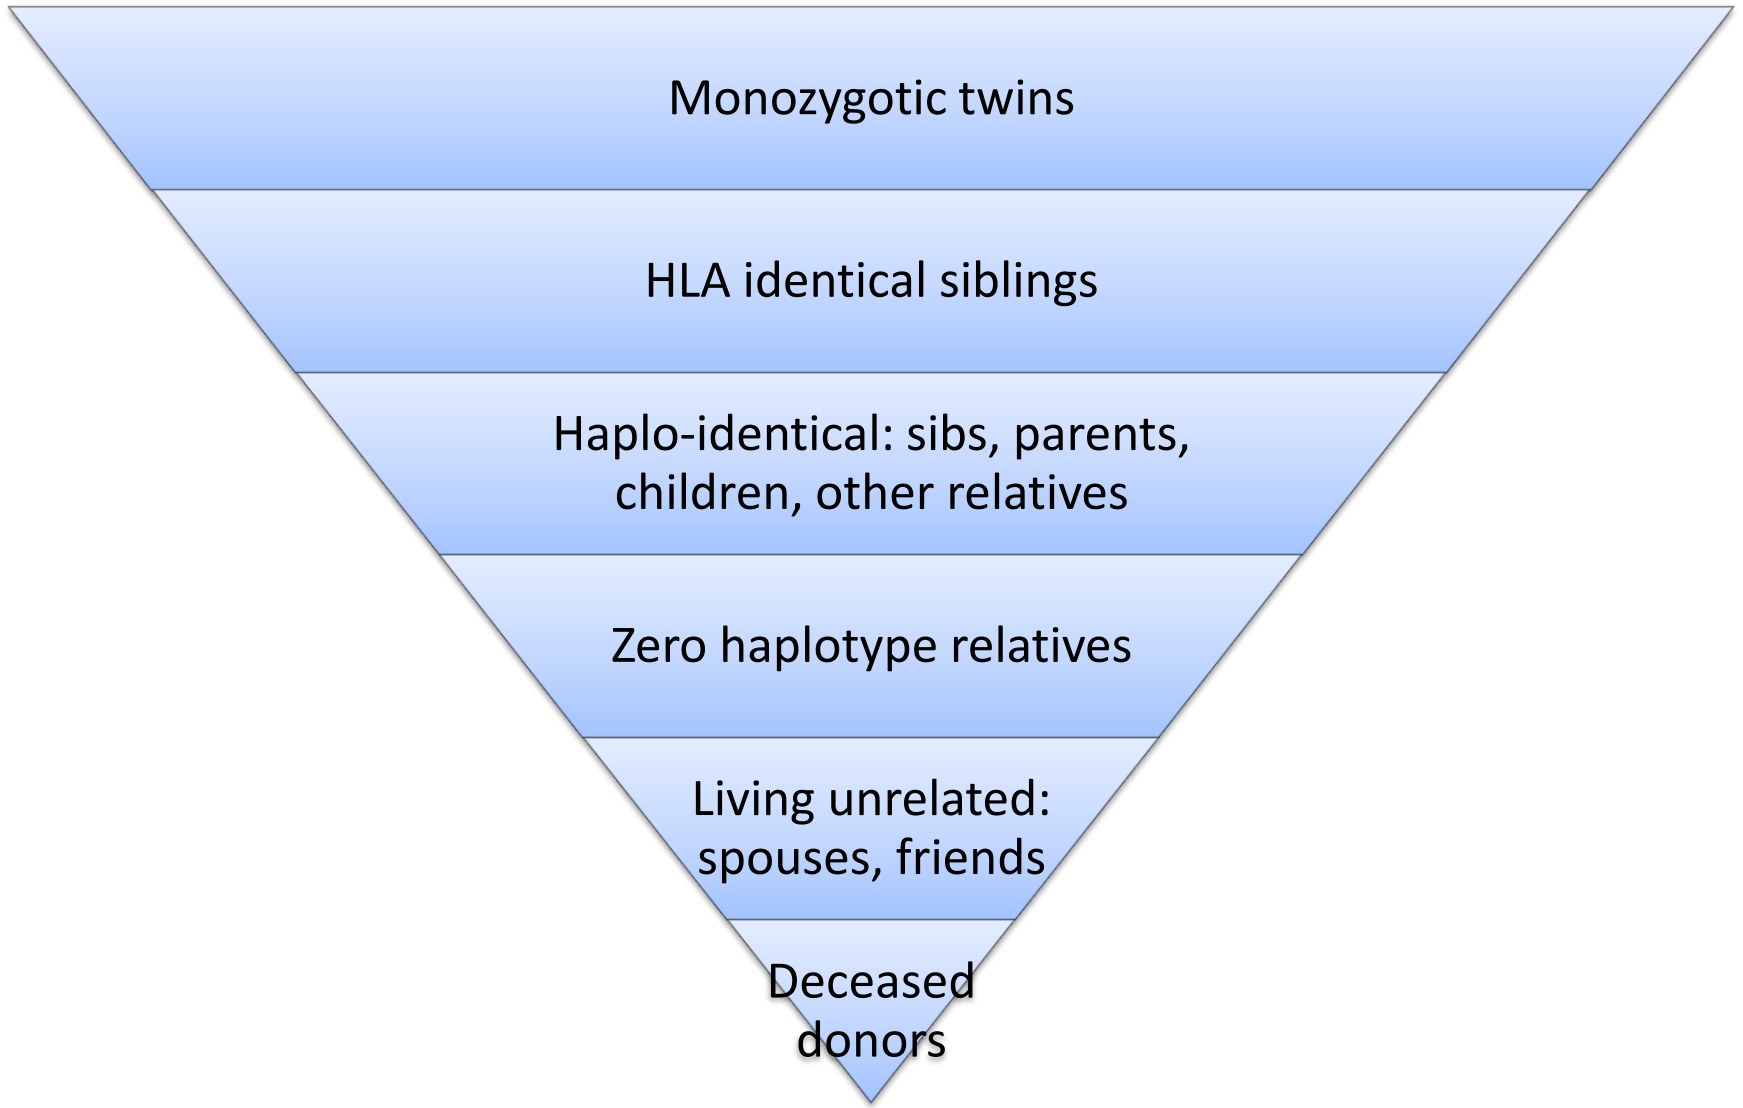 Monozygotic twins
HLA identical siblings
Haplo-identical: sibs, parents,
children, other relatives
Zero haplotype relatives
Living unrelated:
spouses, friends
Deceased
donors